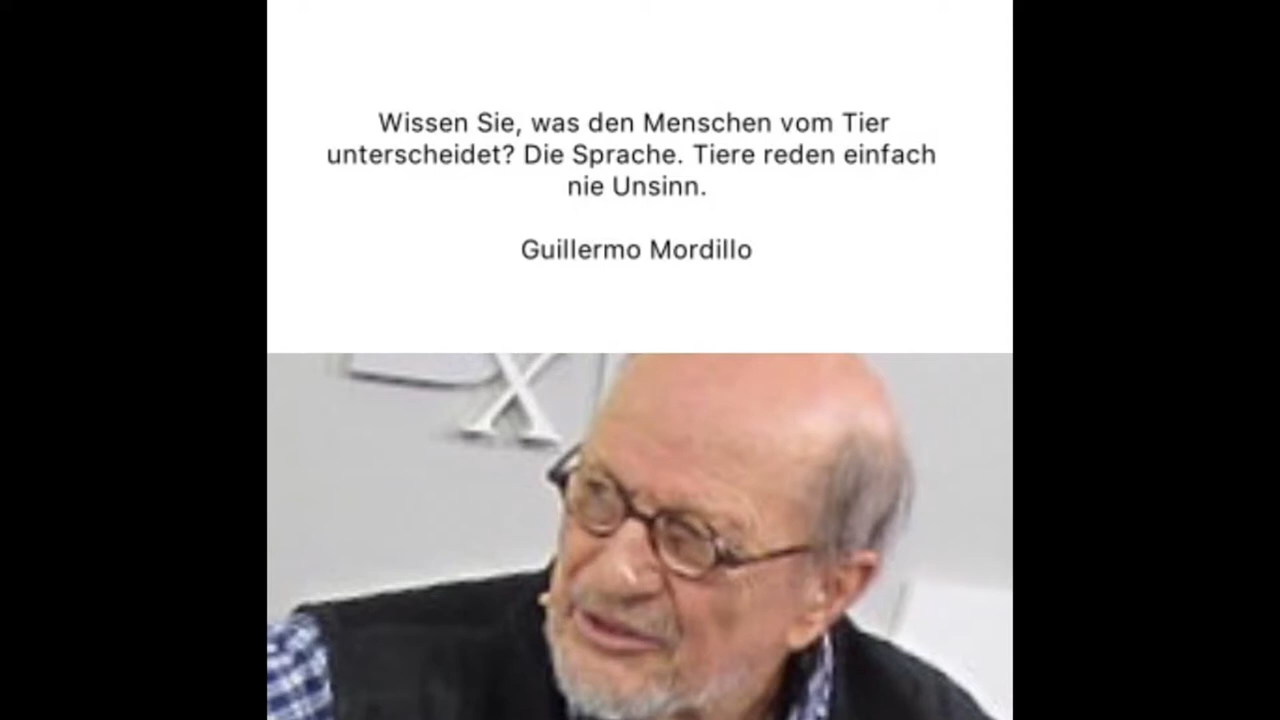 Wissen Sie, was den Menschen vom Tier
unterscheidet? Die Sprache. Tiere reden einfach
nie Unsinn.
Guillermo Mordillo
X